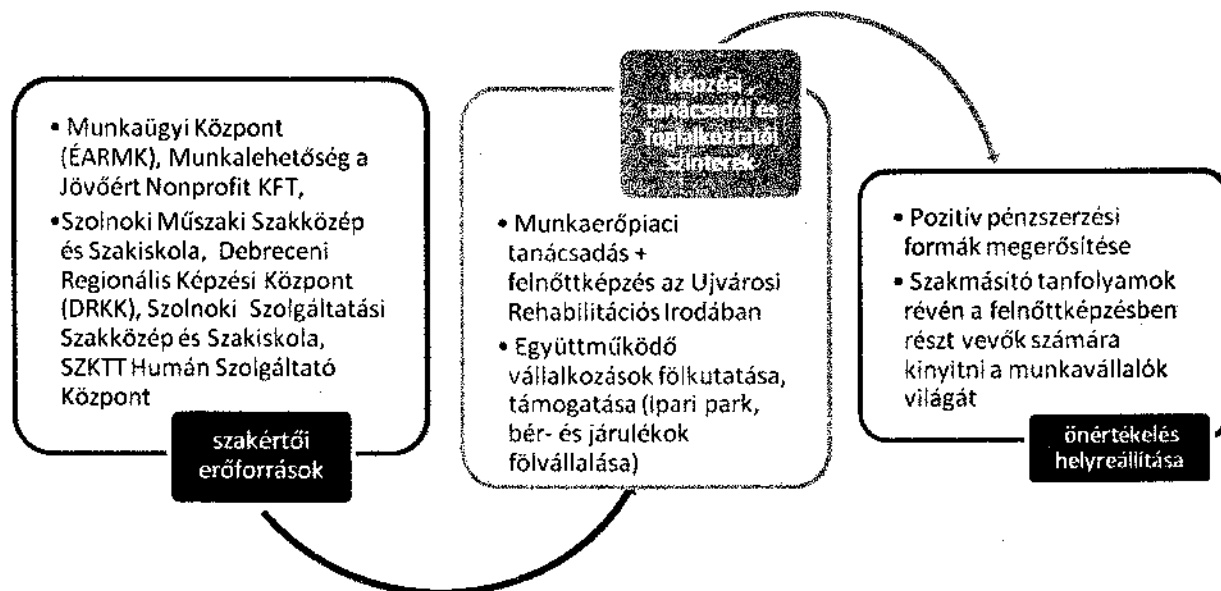 • Munkaügyi Központ
(ÉARMK), Munkalehetőség a
Jövőért Nonprofit KFT,
• Szolnoki Műszaki Szakközép
és Szakiskola, Debreceni
Regionális Képzési Központ
(DRKK), Szolnoki Szolgáltatási
Szakközép és Szakiskola,
SZKTT Humán Szolgáltató
Központ
szakértői
erőforrások
képzési,
tanácsadói és
foglalkoztatói
színterek
• Munkaerőpiaci
tanácsadás +
felnőttképzés az Ujvárosi
Rehabilitációs Irodában
• Együttműködő
vállalkozások fölkutatása,
támogatása (ipari park,
bér- és járulékok
fölvállalása)
• Pozitív pénzszerzési
formák megerősítése
• Szakmásító tanfolyamok
révén a felnőttképzésben
részt vevők számára
kinyitni a munkavállalók
világát
önértékelés
helyreállítása